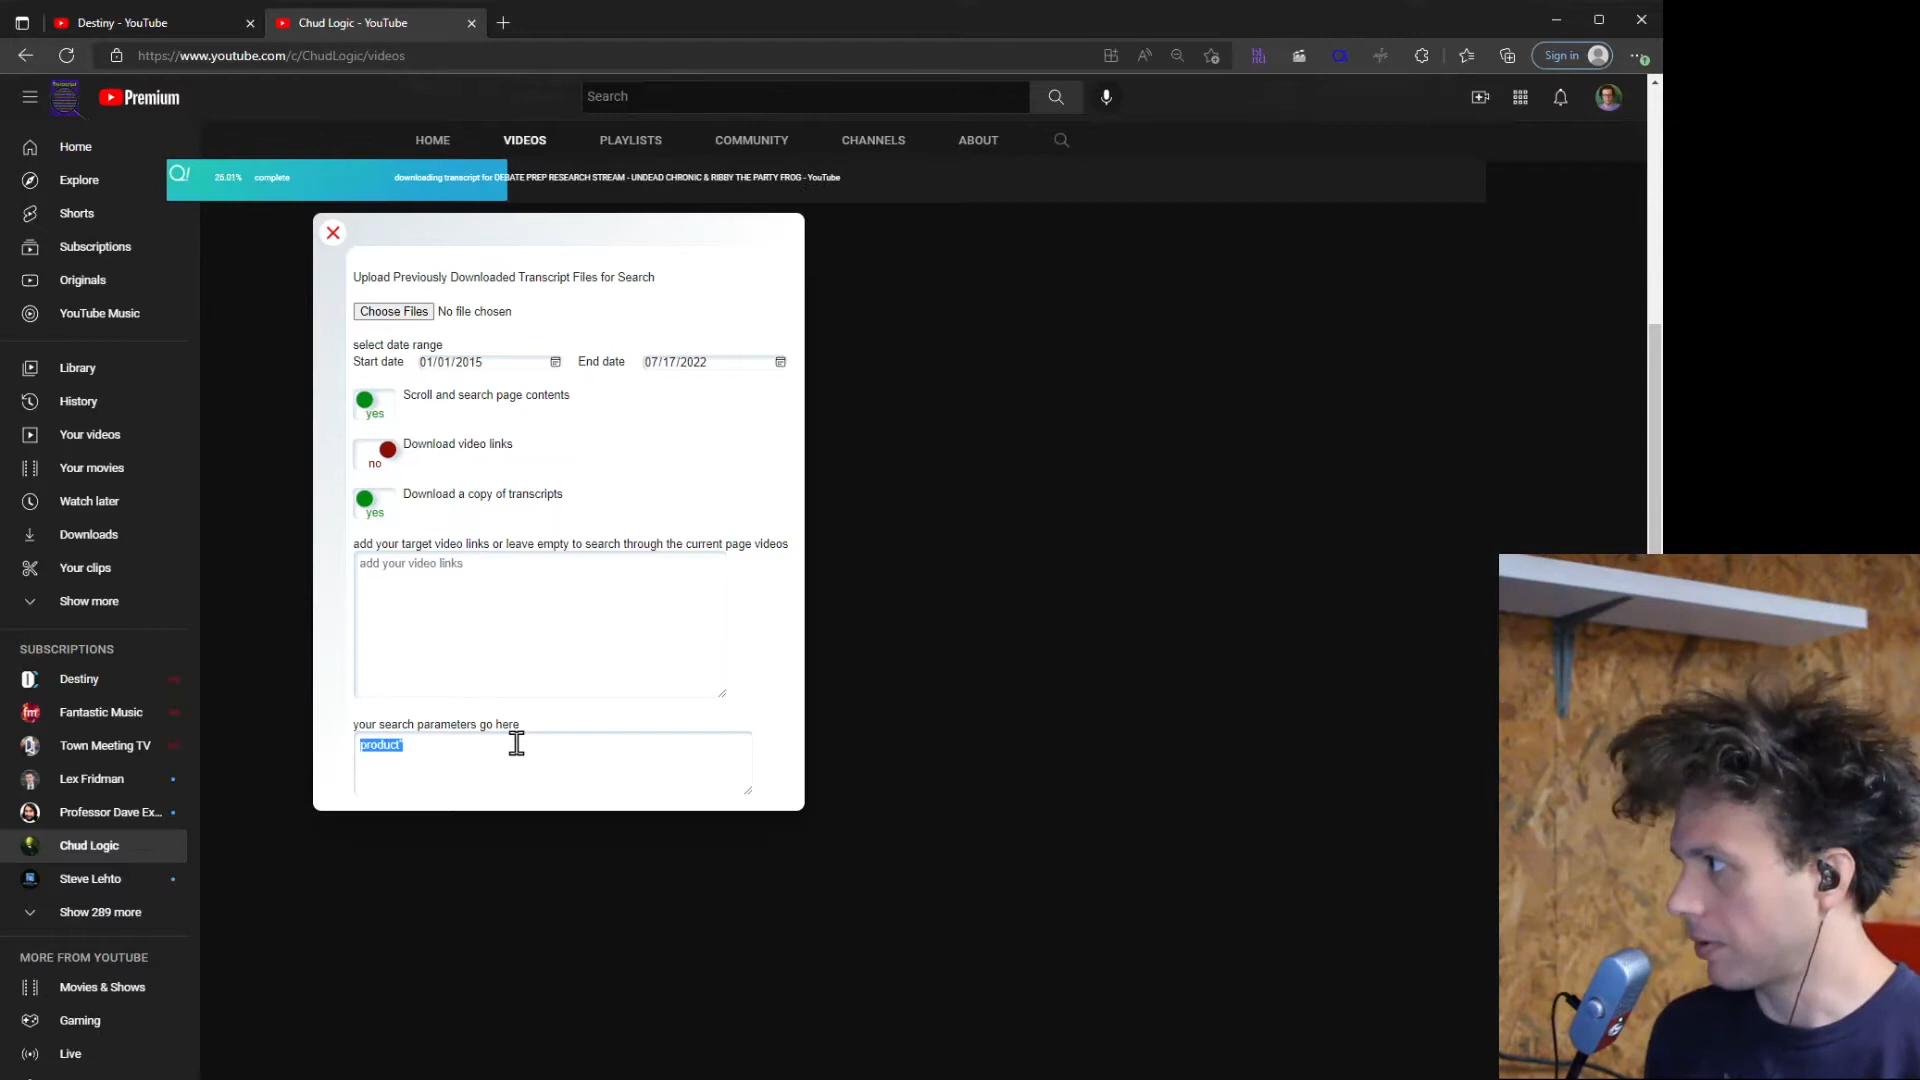 Destiny - YouTube
Chud Logic - YouTube
https://www.youtube.com/c/ChudLogic/videos
Sign in
Premium
Search
HOME VIDEOS PLAYLISTS COMMUNITY CHANNELS ABOUT
26.01% complete downloading transcript for DEBATE PREP RESEARCH STREAM - UNDEAD CHRONIC & RIBBY THE PARTY FROG - YouTube
Home
Explore
Shorts
Subscriptions
Originals
YouTube Music
Library
History
Your videos
Your movies
Watch later
Downloads
Your clips
Show more
SUBSCRIPTIONS
Destiny
Fantastic Music
Town Meeting TV
Lex Fridman
Professor Dave Ex...
Chud Logic
Steve Lehto
Show 289 more
MORE FROM YOUTUBE
Movies & Shows
Gaming
Live
Upload Previously Downloaded Transcript Files for Search
Choose Files No file chosen
select date range
Start date 01/01/2015 End date 07/17/2022
Scroll and search page contents
yes
Download video links
no
Download a copy of transcripts
yes
add your target video links or leave empty to search through the current page videos
add your video links
your search parameters go here
product"